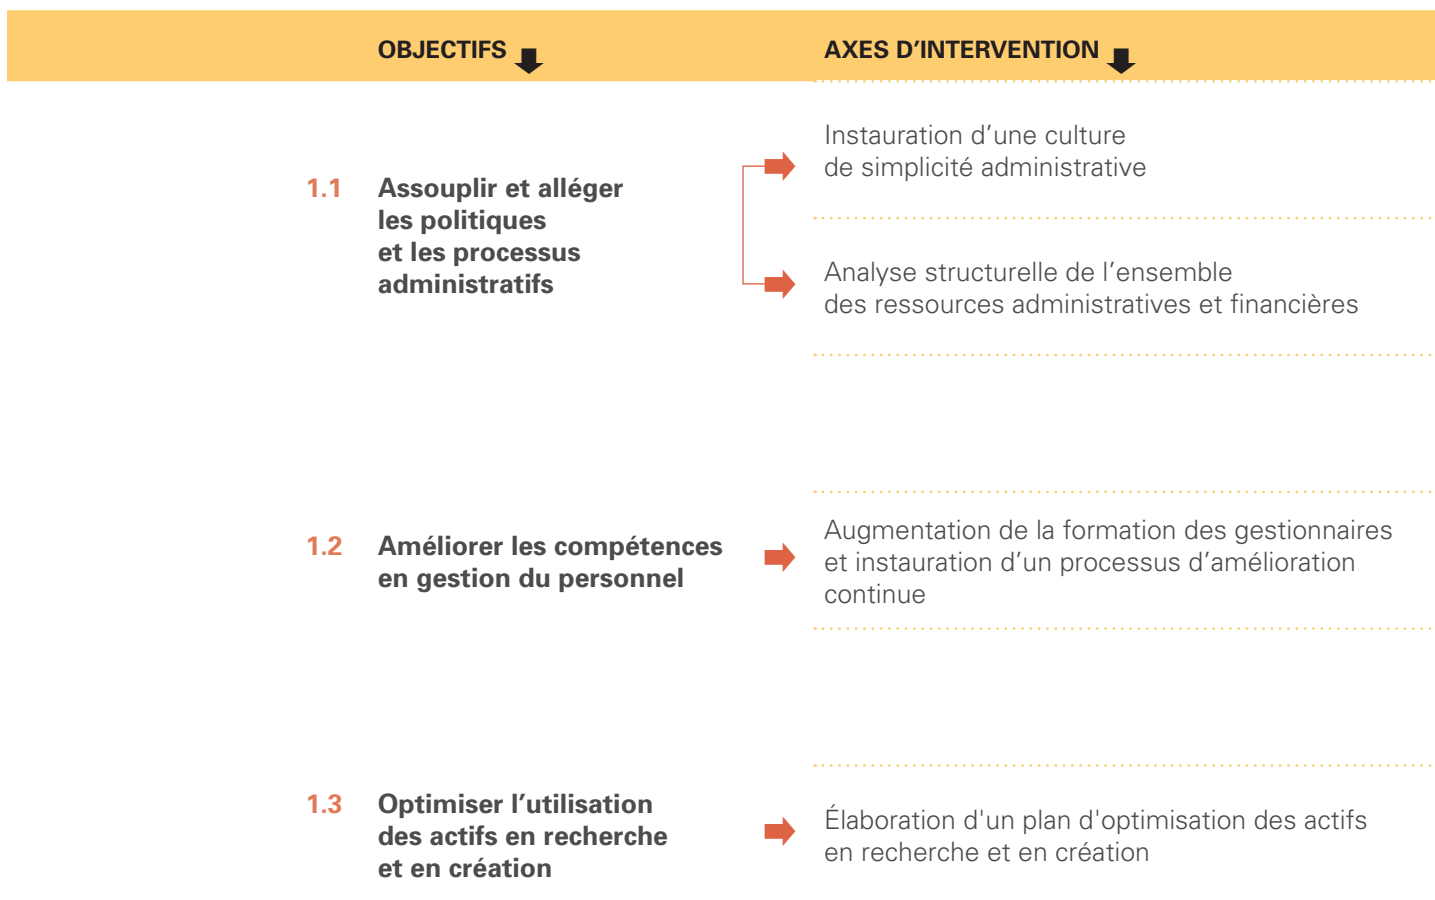 OBJECTIFS
AXES D’INTERVENTION
1.1 Assouplir et alléger
les politiques
et les processus
administratifs
Instauration d’une culture
de simplicité administrative
Analyse structurelle de l’ensemble
des ressources administratives et financières
1.2 Améliorer les compétences
en gestion du personnel
Augmentation de la formation des gestionnaires
et instauration d’un processus d’amélioration
continue
1.3 Optimiser l’utilisation
des actifs en recherche
et en création
Élaboration d'un plan d'optimisation des actifs
en recherche et en création